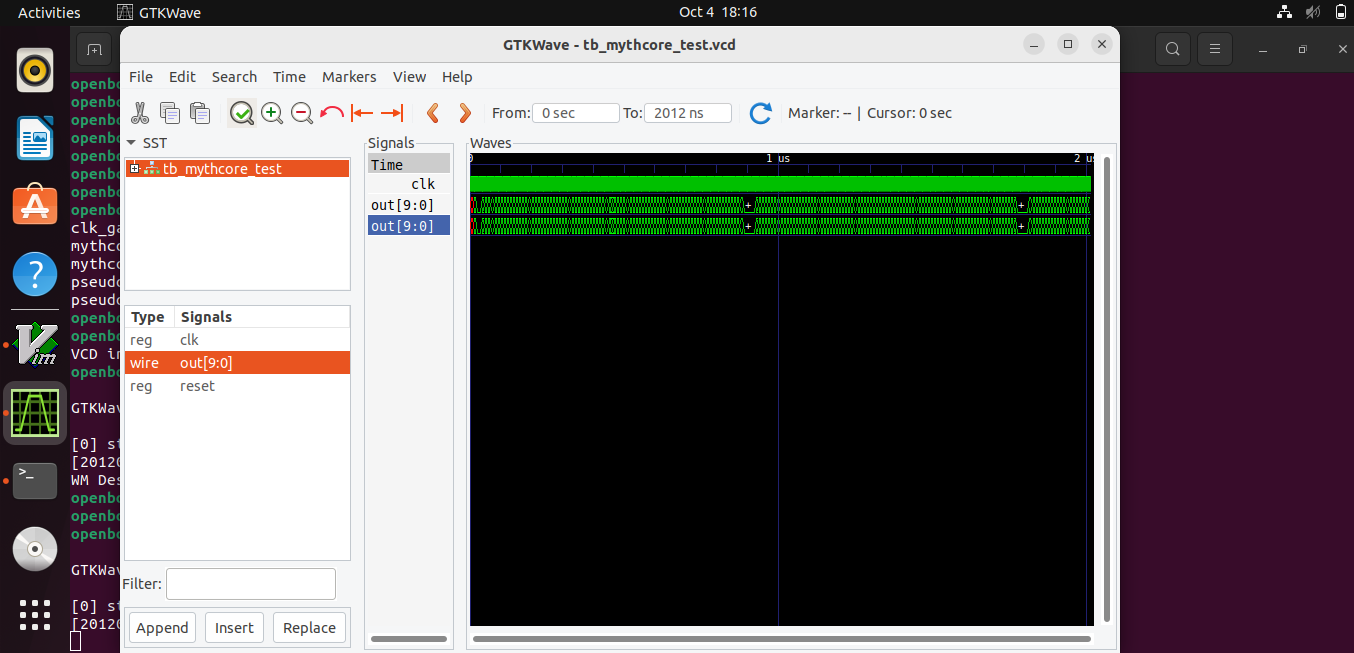 Activities GTKWave Oct 4 18:16
GTKWave - tb_mythcore_test.vcd
File Edit Search Time Markers View Help
From: 0 sec To: 2012 ns Marker: -- | Cursor: 0 sec
SST
tb_mythcore_test
Type Signals
reg clk
wire out[9:0]
reg reset
Filter:
Append Insert Replace
Signals
Time
clk
out[9:0]
out[9:0]
Waves
0 1 us 2 us
+ +
+ +
openbo
openbo
openbo
openbo
openbo
openbo
openbo
openbo
clk_ga
mythco
mythco
pseudo
pseudo
openbo
openbo
VCD in
openbo
GTKWav
[0] st
[20120
WM Des
openbo
openbo
openbo
GTKWav
[0] st
[20120